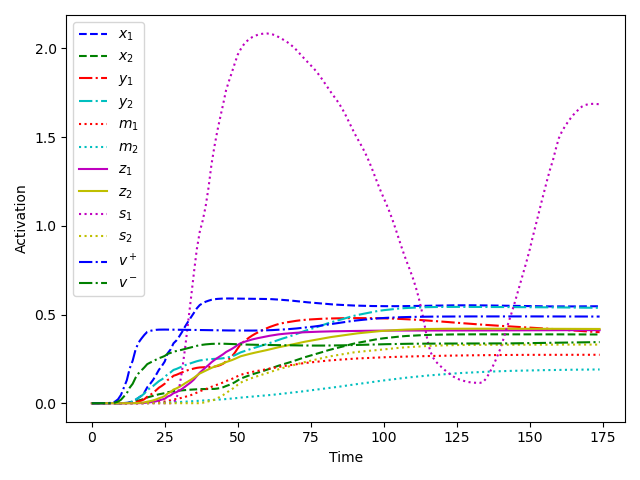 2.0
1.5
1.0
0.5
0.0
Activation
x₁
x₂
y₁
y₂
m₁
m₂
z₁
z₂
s₁
s₂
v⁺
v⁻
0 25 50 75 100 125 150 175
Time